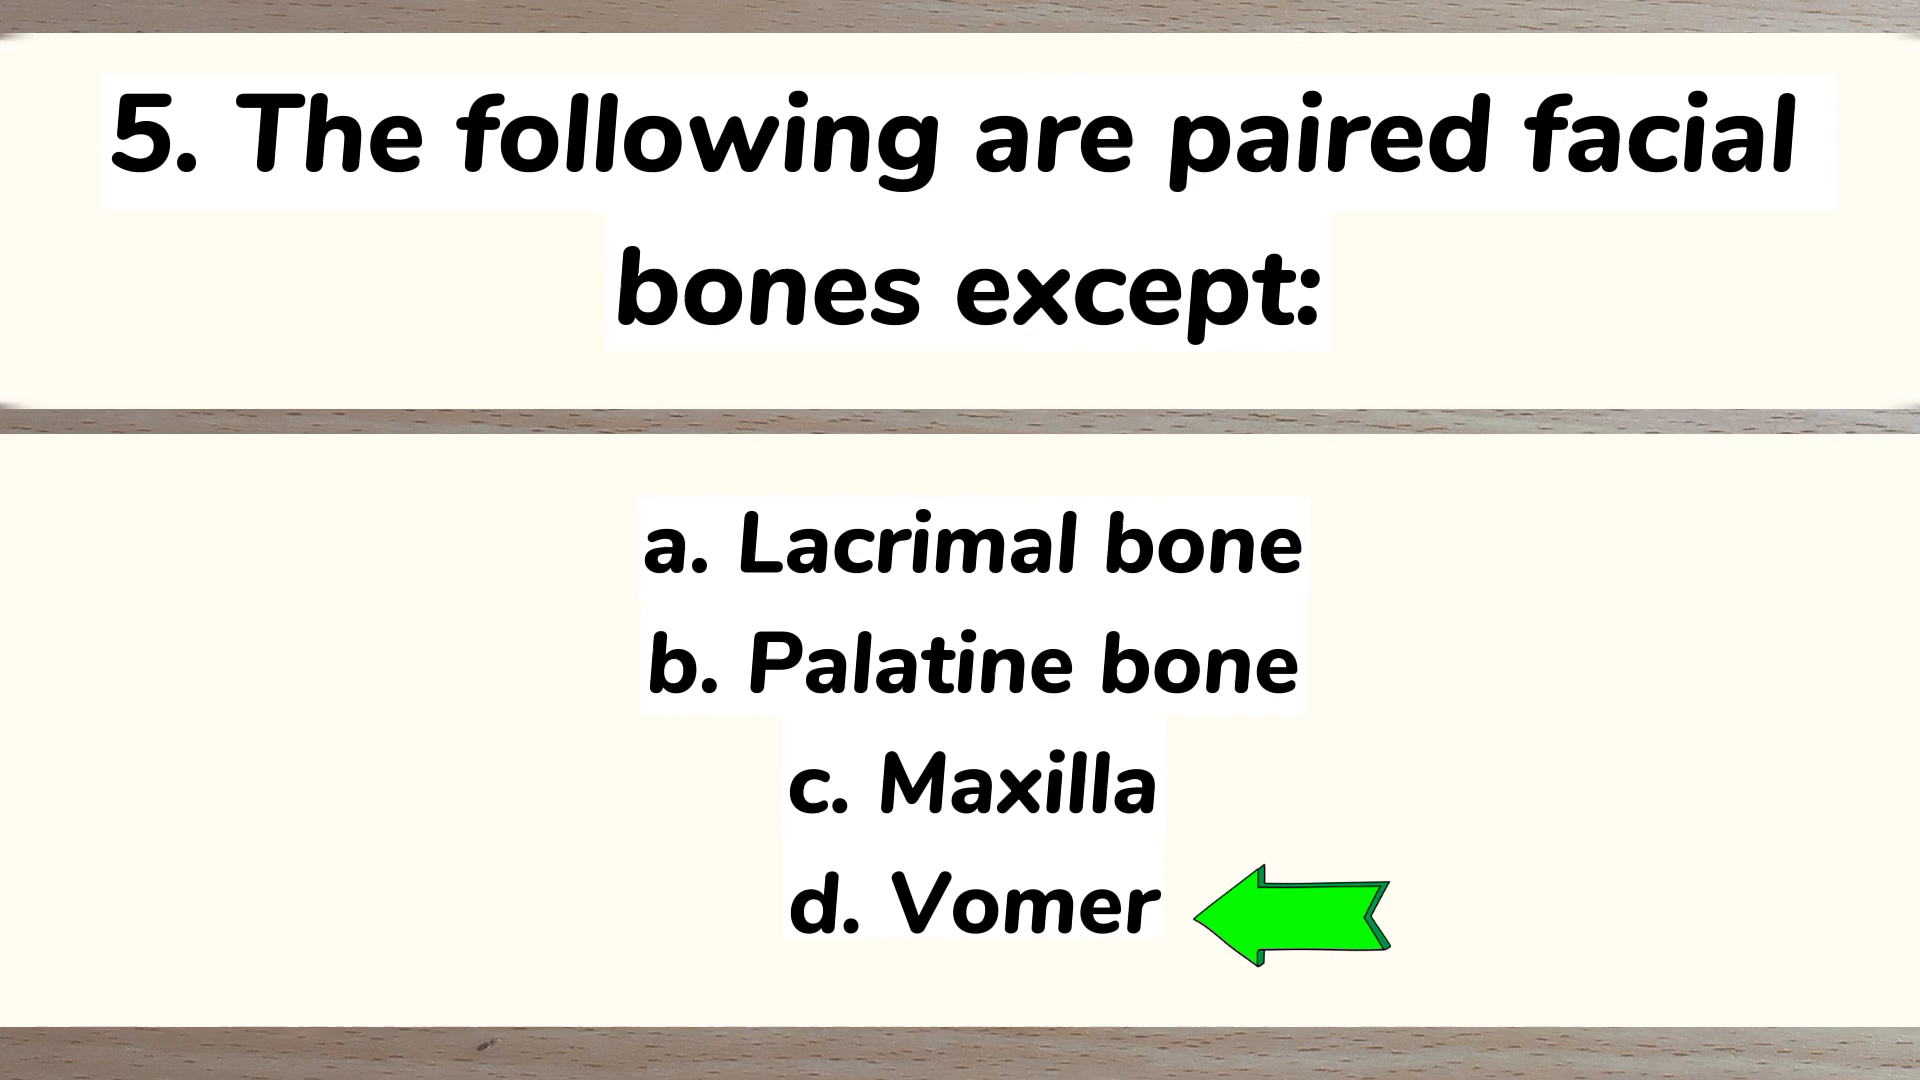 5. The following are paired facial
bones except:
a. Lacrimal bone
b. Palatine bone
c. Maxilla
d. Vomer